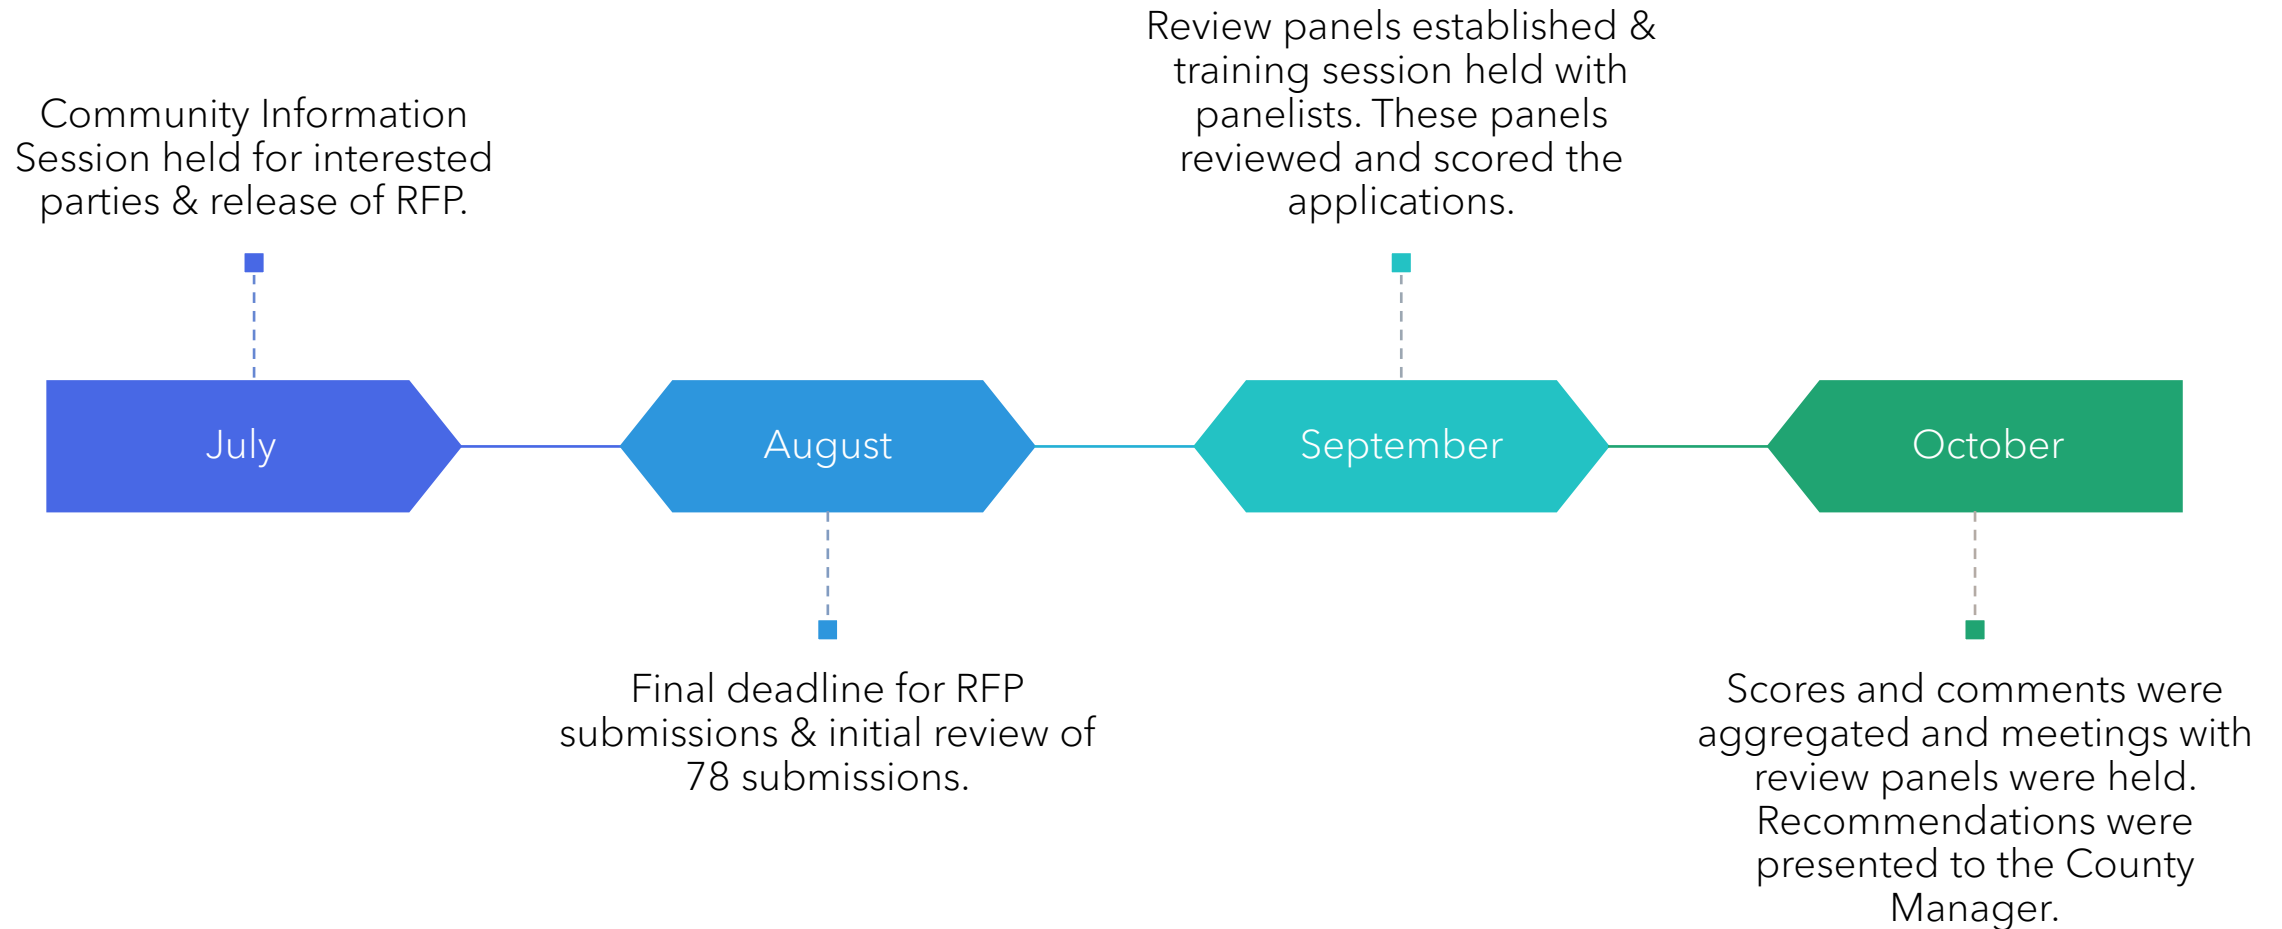 Community Information
Session held for interested
parties & release of RFP.
Review panels established &
training session held with
panelists. These panels
reviewed and scored the
applications.
July
August
September
October
Final deadline for RFP
submissions & initial review of
78 submissions.
Scores and comments were
aggregated and meetings with
review panels were held.
Recommendations were
presented to the County
Manager.